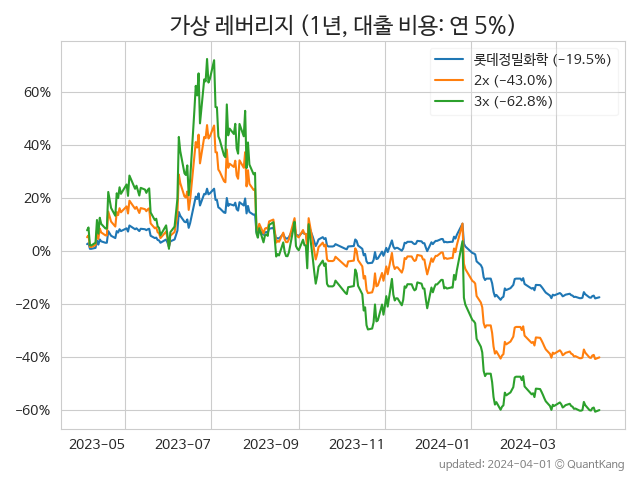 가상 레버리지 (1년, 대출 비용: 연 5%)
롯데정밀화학 (−19.5%)
2x (−43.0%)
3x (−62.8%)
60%
40%
20%
0%
−20%
−40%
−60%
2023-05 2023-07 2023-09 2023-11 2024-01 2024-03
updated: 2024-04-01 © QuantKang